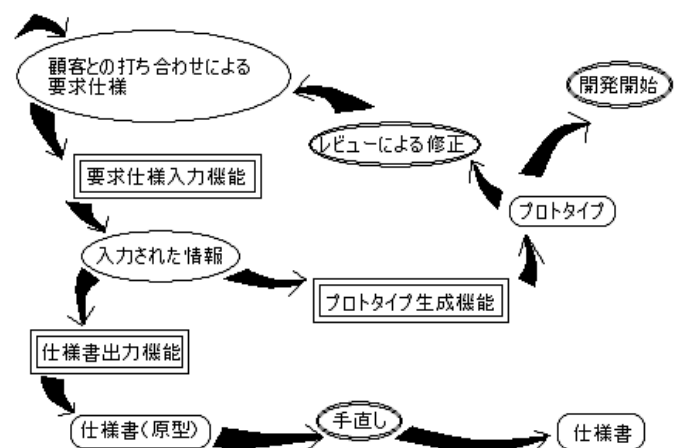 顧客との打ち合わせによる
要求仕様
開発開始
レビューによる修正
要求仕様入力機能
プロトタイプ
入力された情報
プロトタイプ生成機能
仕様書出力機能
仕様書(原型)
手直し
仕様書